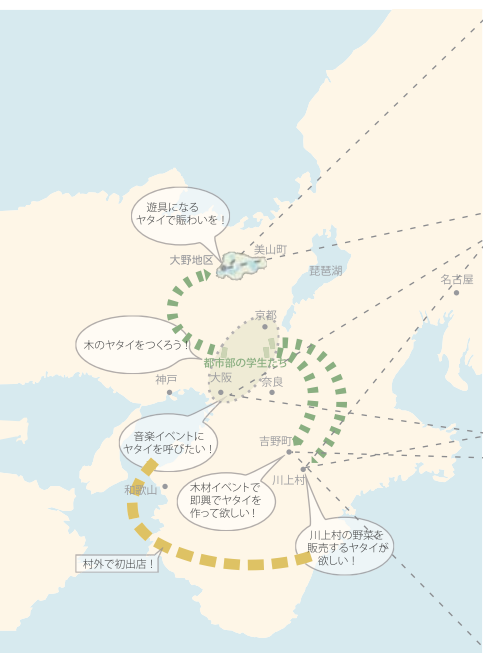 遊具になる
ヤタイで賑わいを！
美山町
大野地区
琵琶湖
名古屋
京都
木のヤタイをつくろう！
都市部の学生たち
神戸
大阪
奈良
音楽イベントに
ヤタイを呼びたい！
吉野町
川上村
和歌山
木材イベントで
即興でヤタイを
作って欲しい！
川上村の野菜を
販売するヤタイが
欲しい！
村外で初出店！